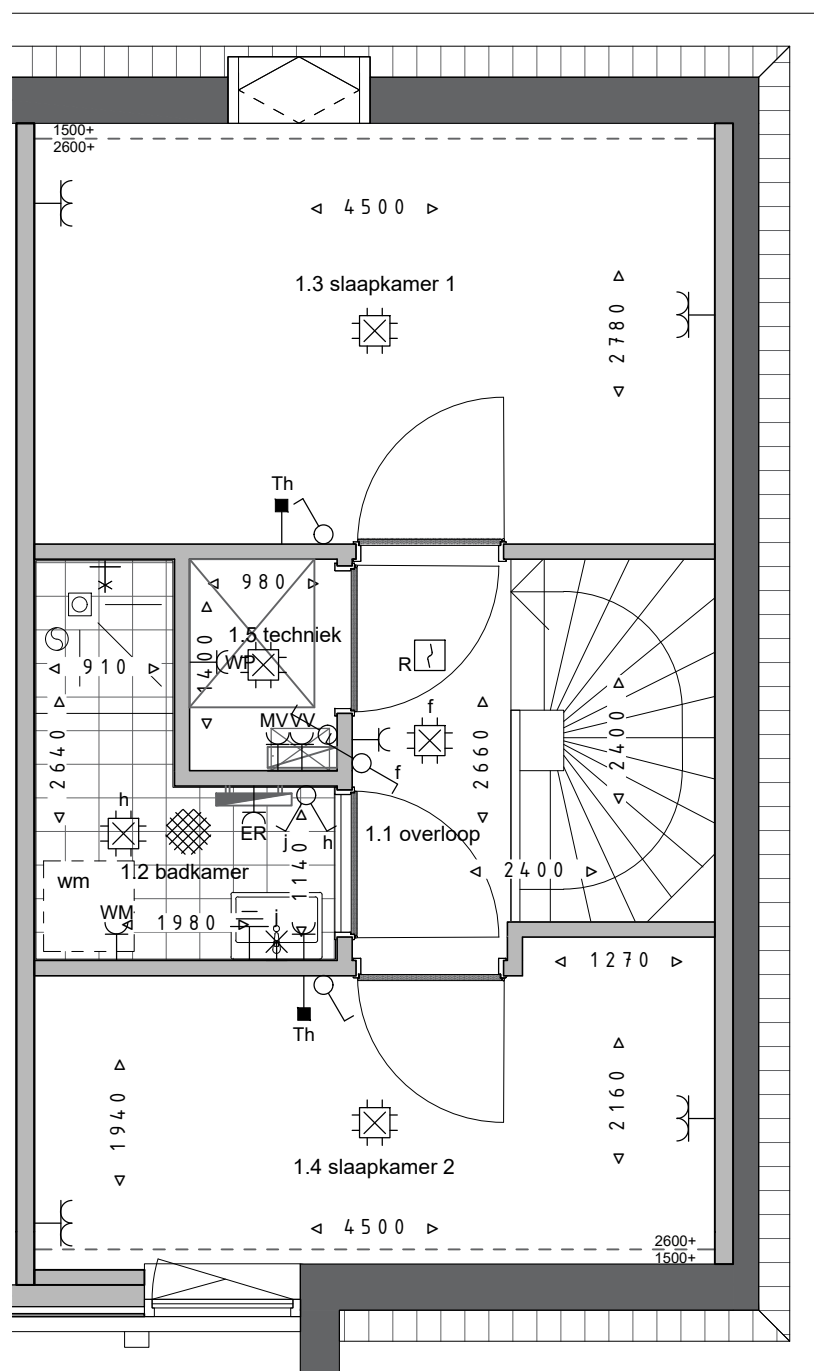 1500+
2600+
4500
1.3 slaapkamer 1
2780
Th
980
1.5 techniek
1400
WP
910
R
f
MV VV
2640
2660
2400
f
h
ER
j
h
1.1 overloop
1140
1.2 badkamer
2400
wm
WM
1980
j
1270
Th
1940
2160
1.4 slaapkamer 2
4500
2600+
1500+